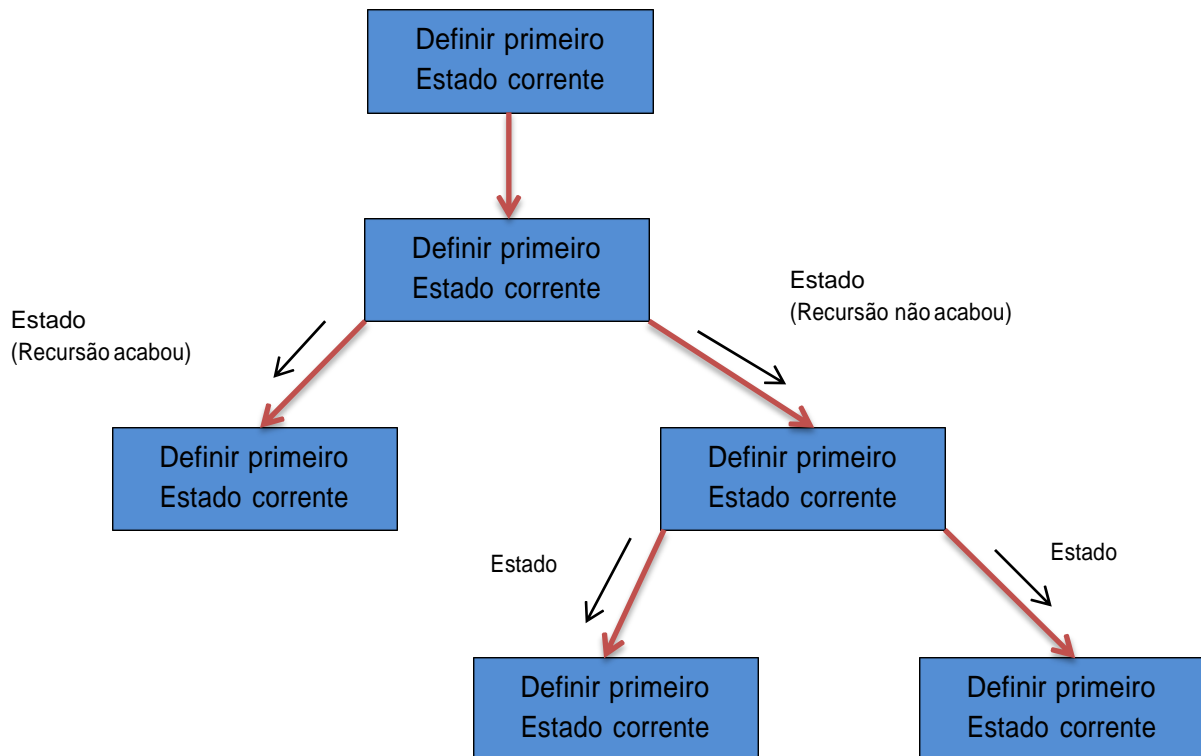 Definir primeiro
Estado corrente
Definir primeiro
Estado corrente
Estado
(Recursão acabou)
Estado
(Recursão não acabou)
Definir primeiro
Estado corrente
Definir primeiro
Estado corrente
Estado
Estado
Definir primeiro
Estado corrente
Definir primeiro
Estado corrente